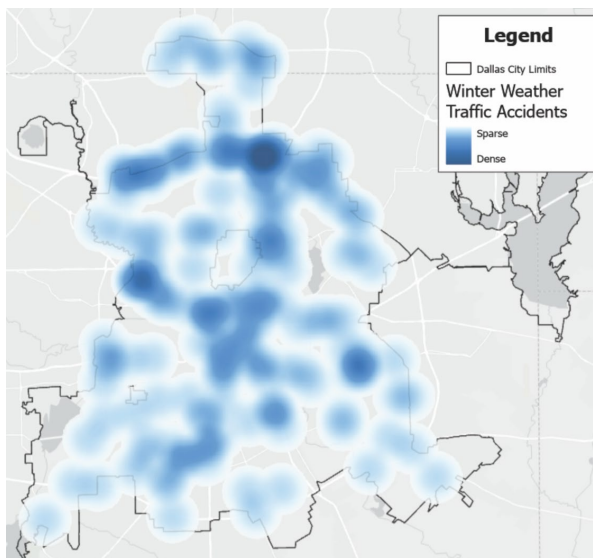 Legend
Dallas City Limits
Winter Weather
Traffic Accidents
Sparse
Dense